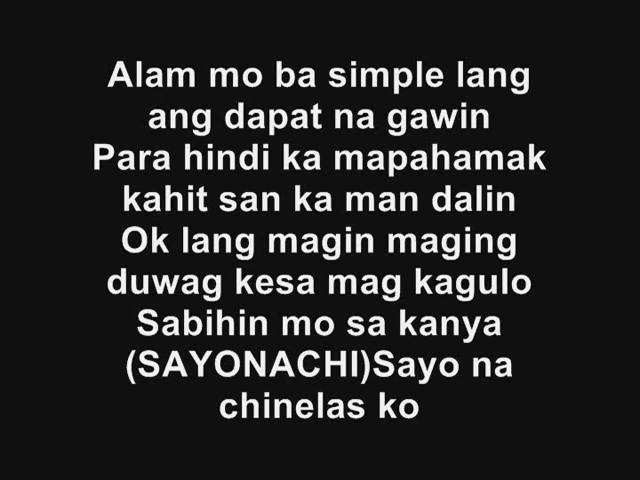 Alam mo ba simple lang
ang dapat na gawin
Para hindi ka mapahamak
kahit san ka man dalin
Ok lang magin maging
duwag kesa mag kagulo
Sabihin mo sa kanya
(SAYONACHI)Sayo na
chinelas ko